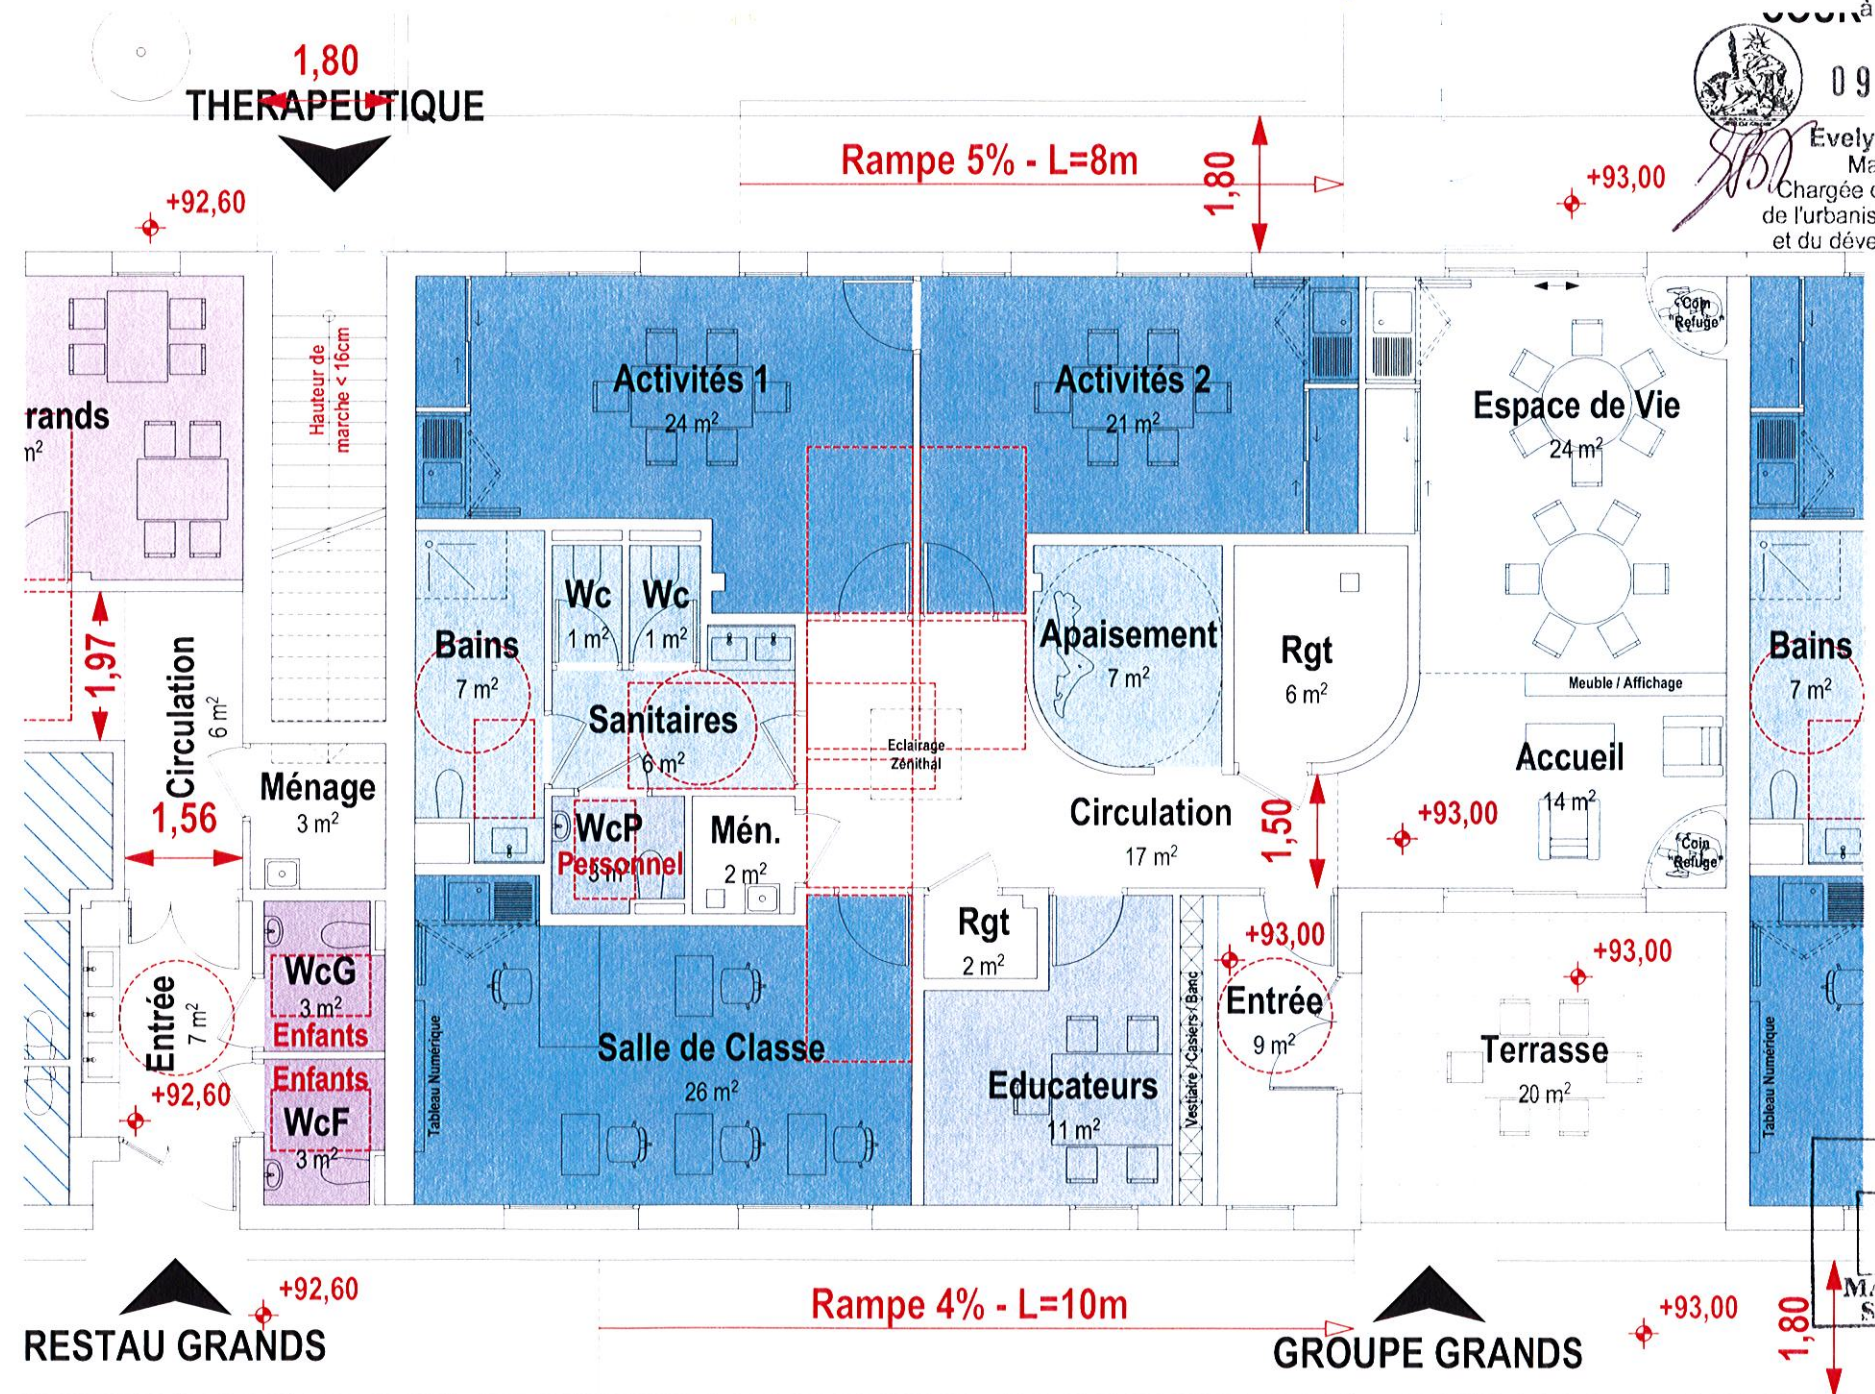 COUR
à
1,80
THERAPEUTIQUE
09
Evely
Ma
Chargée
de l'urbanis
et du déve
Rampe 5% - L=8m
1,80
+92,60
+93,00
rands
m²
Hauteur de
marche < 16cm
Activités 1
24 m²
Activités 2
21 m²
Espace de Vie
24 m²
"Coin
Refuge"
1,97
Circulation
6 m²
Bains
7 m²
Wc
1 m²
Wc
1 m²
Sanitaires
6 m²
Apaisement
7 m²
Rgt
6 m²
Meuble / Affichage
Bains
7 m²
Eclairage
Zénithal
Accueil
14 m²
Ménage
3 m²
1,56
WcP
Personnel
3 m²
Mén.
2 m²
Circulation
17 m²
1,50
+93,00
"Coin
Refuge"
Rgt
2 m²
+93,00
+93,00
WcG
3 m²
Enfants
Entrée
7 m²
Enfants
WcF
3 m²
+92,60
Tableau Numérique
Salle de Classe
26 m²
Educateurs
11 m²
Vestiaire / Casiers / Banc
Entrée
9 m²
Terrasse
20 m²
Tableau Numérique
+92,60
RESTAU GRANDS
Rampe 4% - L=10m
GROUPE GRANDS
+93,00
1,80
MA
S